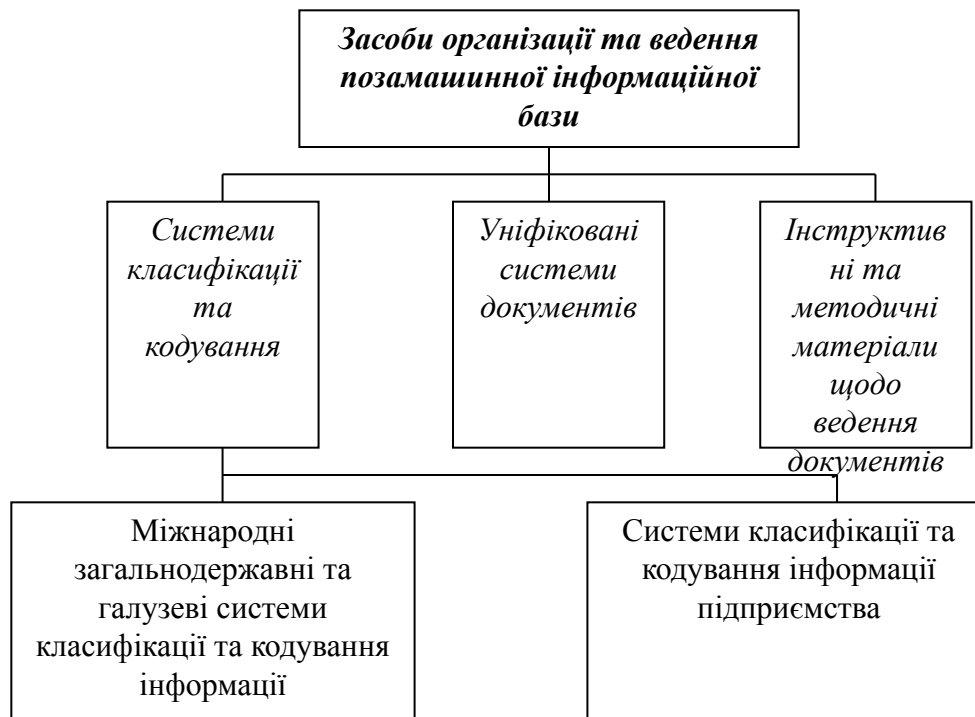 Засоби організації та ведення
позамашинної інформаційної
бази
Системи
класифікації
та
кодування
Уніфіковані
системи
документів
Інструктив
ні та
методичні
матеріали
щодо
ведення
документів
Міжнародні
загальнодержавні та
галузеві системи
класифікації та кодування
інформації
Системи класифікації та
кодування інформації
підприємства